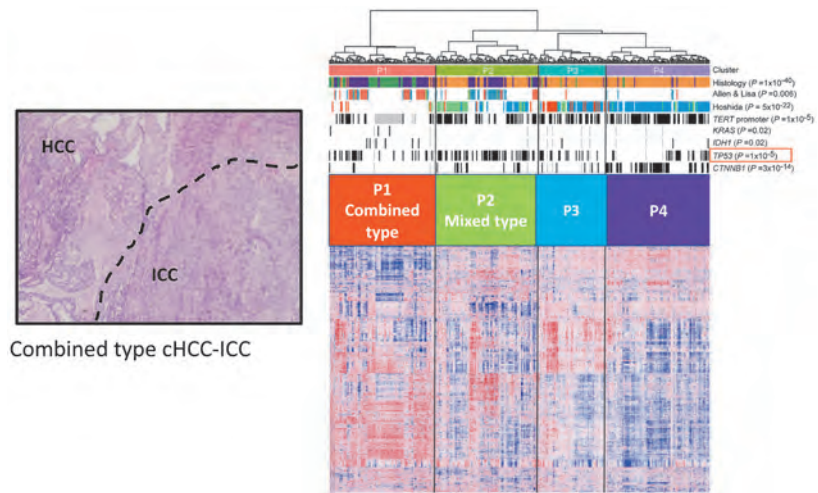 HCC
ICC
Combined type cHCC-ICC
P1
P2
P3
P4
Cluster
Histology (P =1x10⁻⁴⁰)
Allen & Lisa (P =0.006)
Hoshida (P = 5x10⁻²²)
TERT promoter (P =1x10⁻⁵)
KRAS (P =0.02)
IDH1 (P =0.02)
TP53 (P =1x10⁻⁵)
CTNNB1 (P =3x10⁻¹⁴)
P1
Combined
type
P2
Mixed type
P3
P4